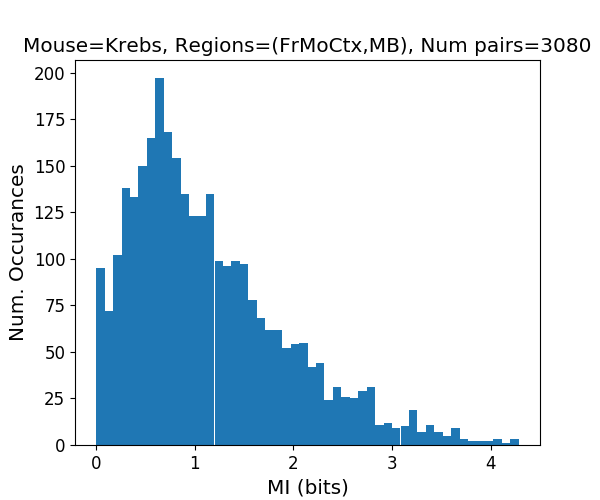 Mouse=Krebs, Regions=(FrMoCtx,MB), Num pairs=3080
200
175
150
125
100
75
50
25
0
Num. Occurances
0 1 2 3 4
MI (bits)